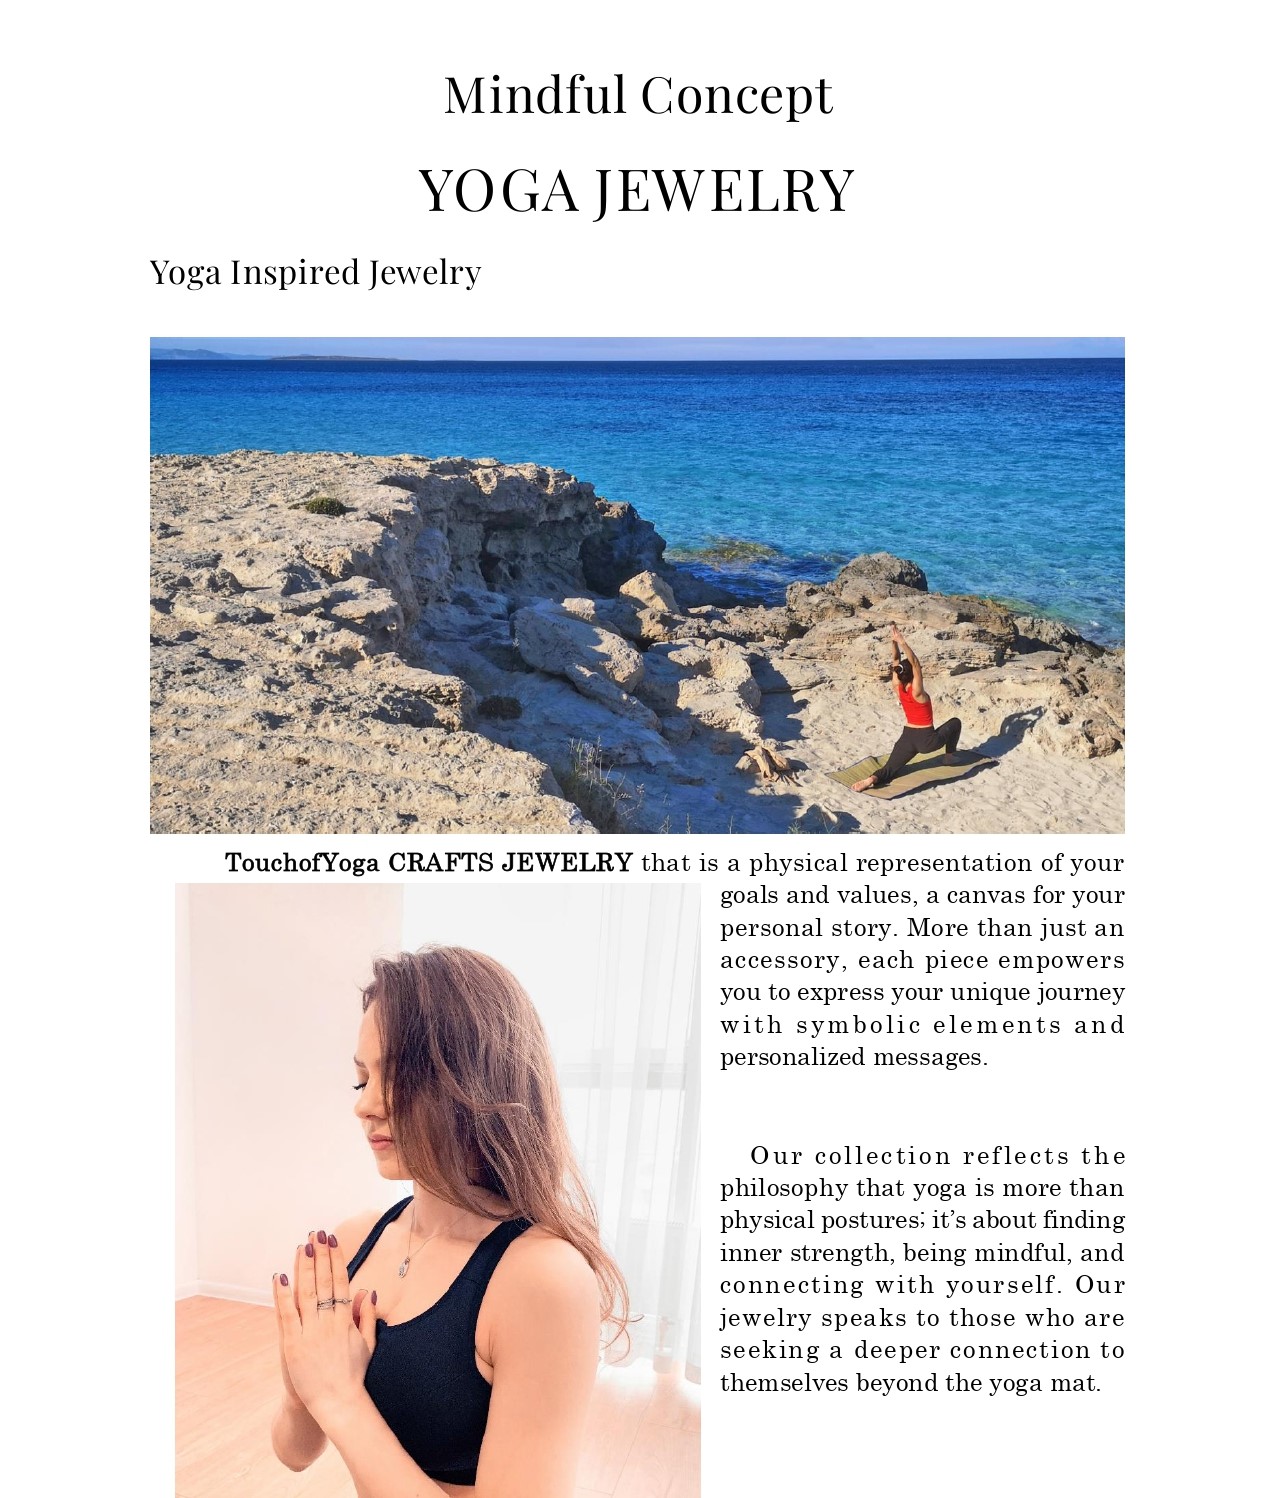 Mindful Concept
YOGA JEWELRY
Yoga Inspired Jewelry
TouchofYoga CRAFTS JEWELRY that is a physical representation of your
goals and values, a canvas for your
personal story. More than just an
accessory, each piece empowers
you to express your unique journey
with symbolic elements and
personalized messages.
Our collection reflects the
philosophy that yoga is more than
physical postures; it’s about finding
inner strength, being mindful, and
connecting with yourself. Our
jewelry speaks to those who are
seeking a deeper connection to
themselves beyond the yoga mat.